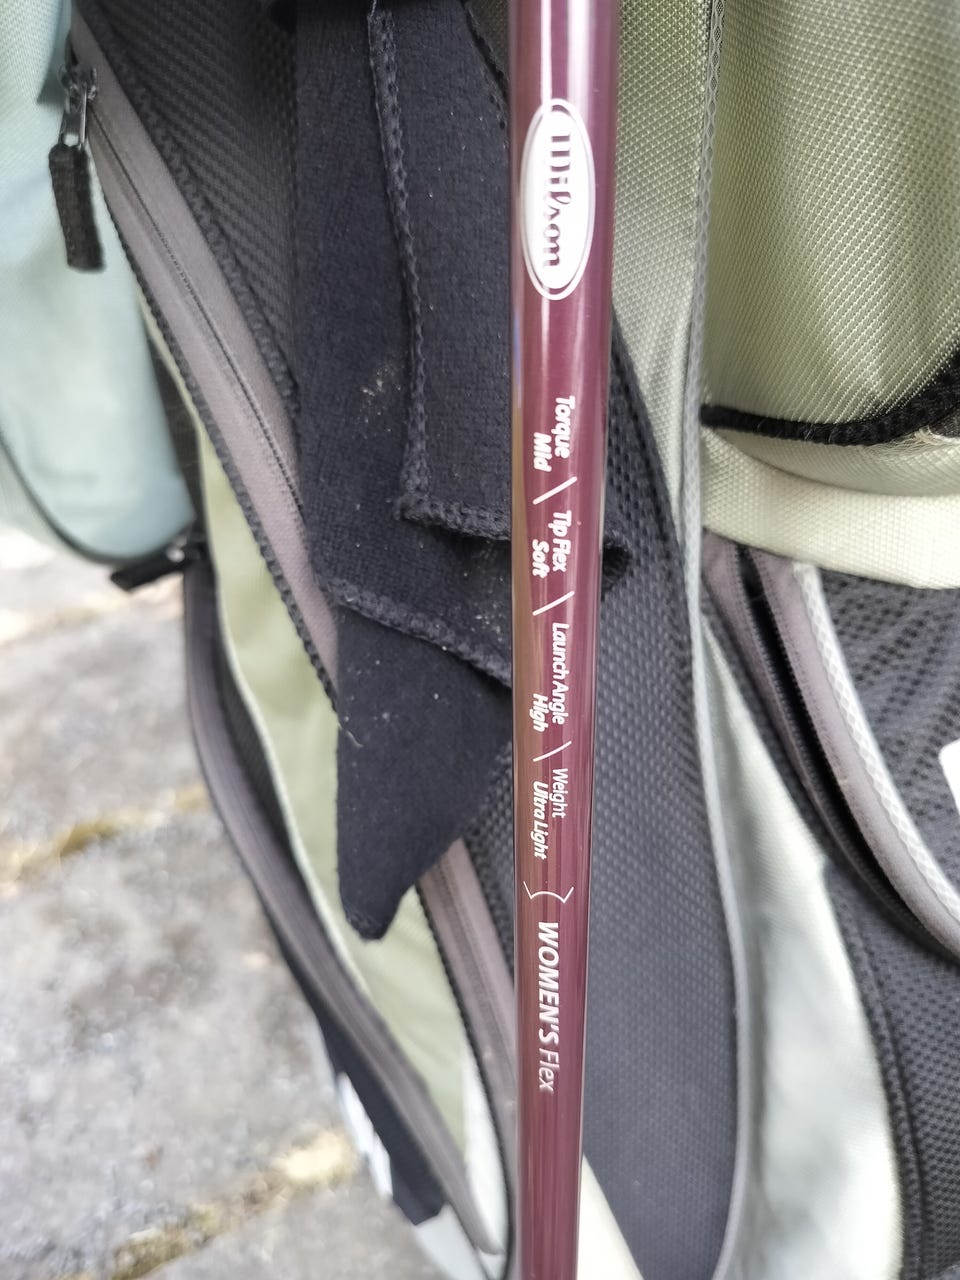 Wilson
Torque
Mid
Tip Flex
Soft
Launch Angle
High
Weight
Ultra Light
WOMEN'S Flex